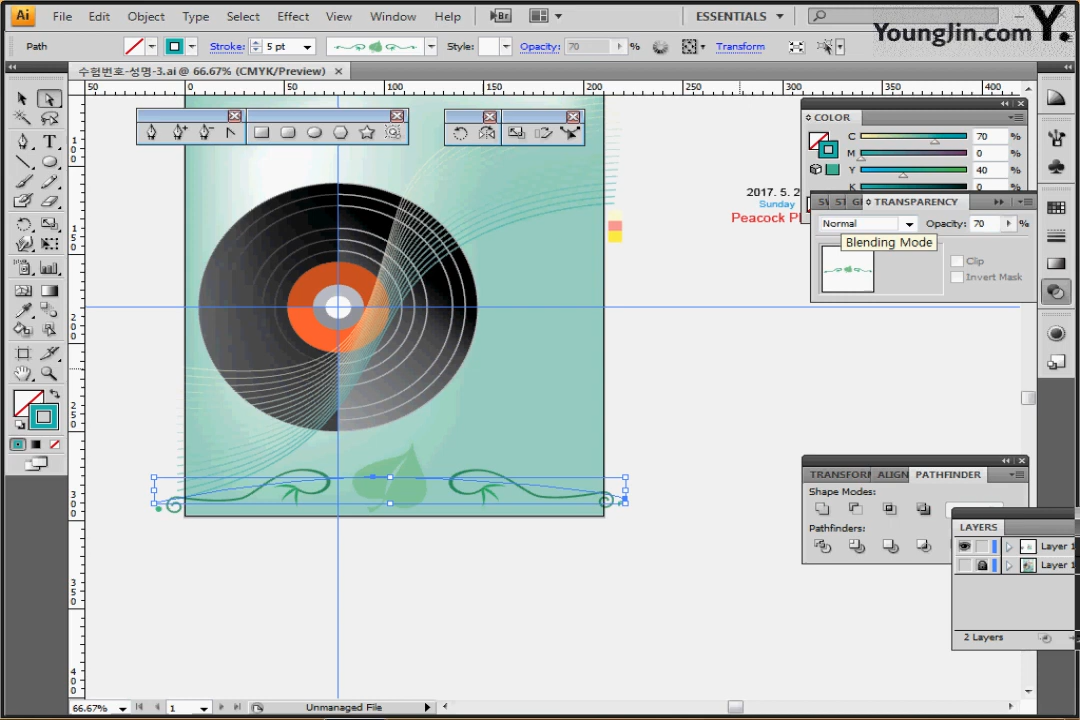 Ai File Edit Object Type Select Effect View Window Help Br ESSENTIALS
YoungJin.com Y.
Path Stroke: 5 pt Style: Opacity: 70 % Transform
수험번호-성명-3.ai @ 66.67% (CMYK/Preview)
50 0 50 100 150 200 250 300 350 400
COLOR
C 70 %
M 0 %
Y 40 %
K 0 %
2017. 5. 2
Sunday
Peacock P
TRANSPARENCY
Normal Opacity: 70 %
Blending Mode
Clip
Invert Mask
TRANSFORM ALIGN PATHFINDER
Shape Modes:
Pathfinders:
LAYERS
Layer 1
Layer 1
2 Layers
66.67% 1 Unmanaged File